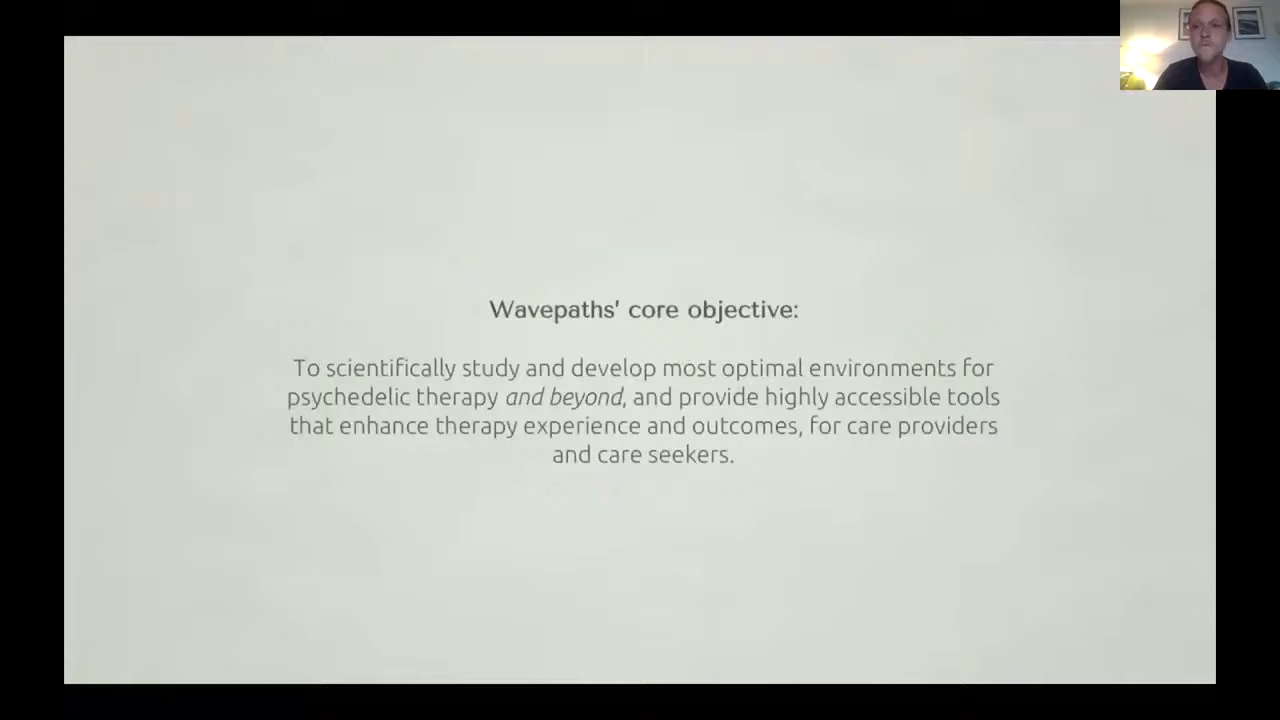 Wavepaths' core objective:
To scientifically study and develop most optimal environments for
psychedelic therapy and beyond, and provide highly accessible tools
that enhance therapy experience and outcomes, for care providers
and care seekers.